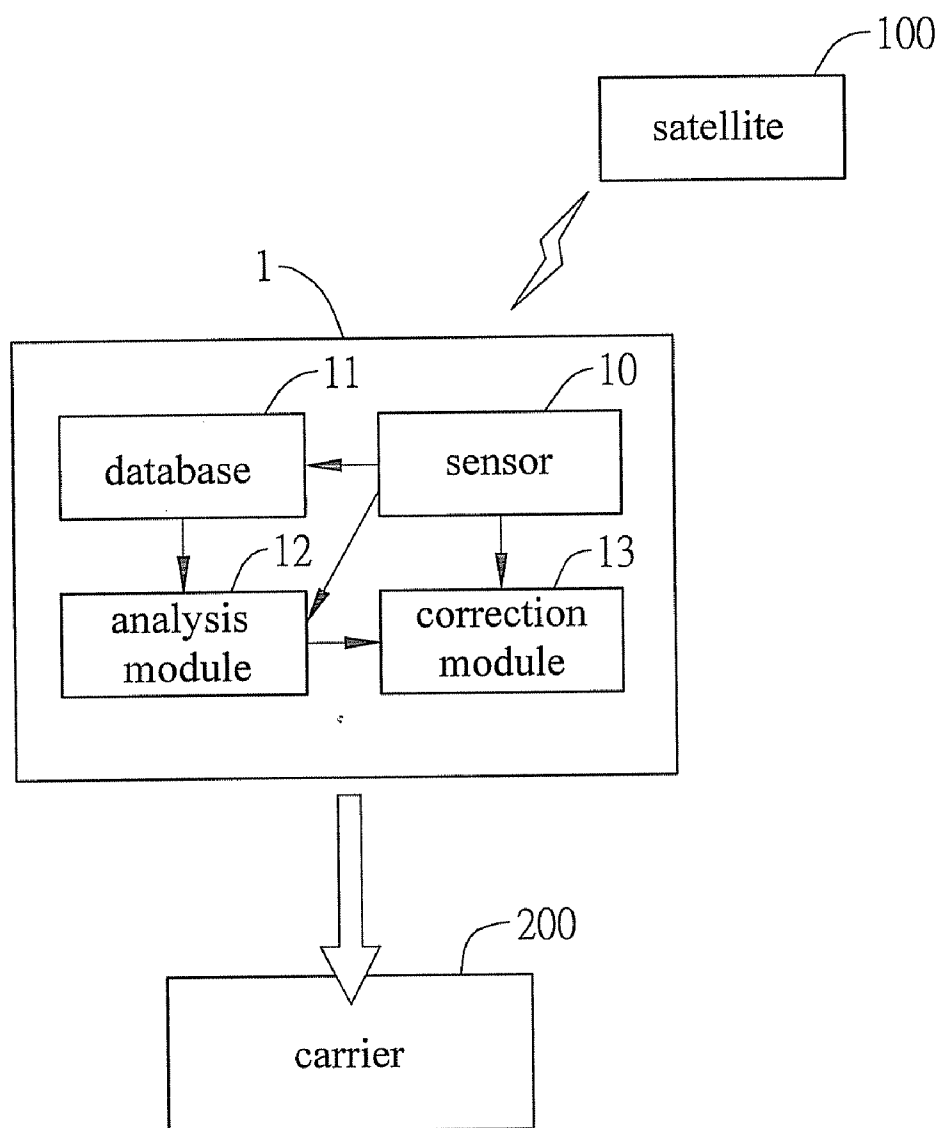 100
satellite
1
11
10
database
sensor
12
13
analysis
module
correction
module
200
carrier